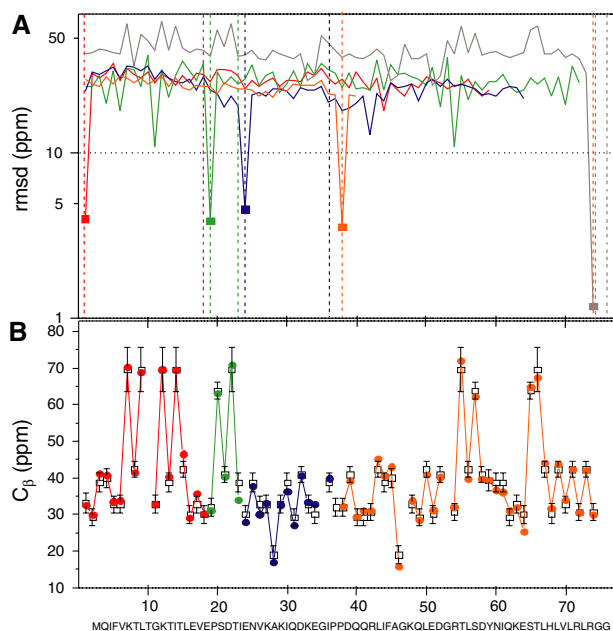 A
50
10
5
1
rmsd (ppm)
B
80
70
60
50
40
30
20
10
Cβ (ppm)
10 20 30 40 50 60 70
MQIFVKTLTGKTITLEVEPSDTIENVKAKIQDKEGIPPDQQRLIFAGKQLEDGRTLSDYNIQKESTLHLVLRLRGG